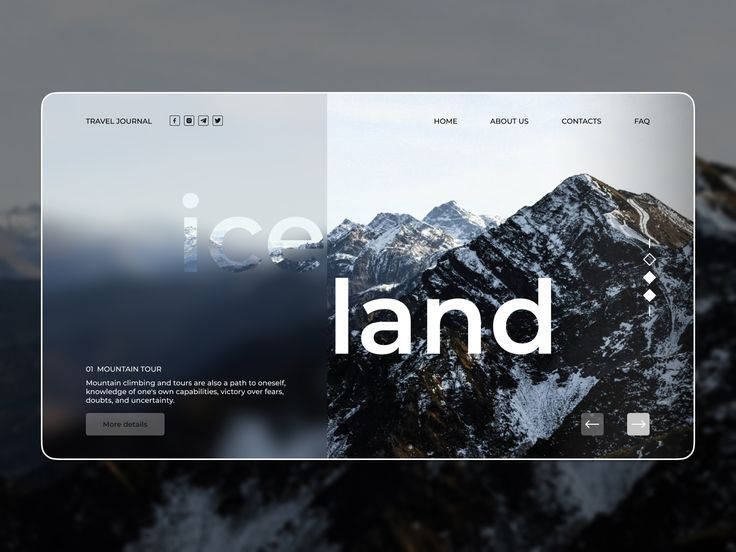 TRAVEL JOURNAL
HOME ABOUT US CONTACTS FAQ
ice
land
01 MOUNTAIN TOUR
Mountain climbing and tours are also a path to oneself,
knowledge of one's own capabilities, victory over fears,
doubts, and uncertainty.
More details